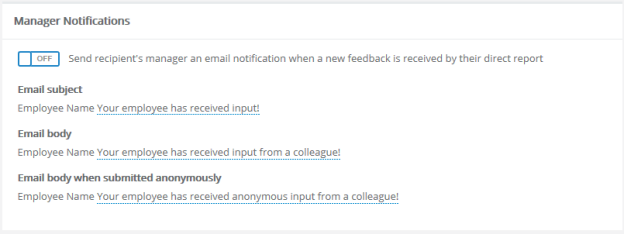 Manager Notifications
OFF Send recipient's manager an email notification when a new feedback is received by their direct report
Email subject
Employee Name Your employee has received input!
Email body
Employee Name Your employee has received input from a colleague!
Email body when submitted anonymously
Employee Name Your employee has received anonymous input from a colleague!